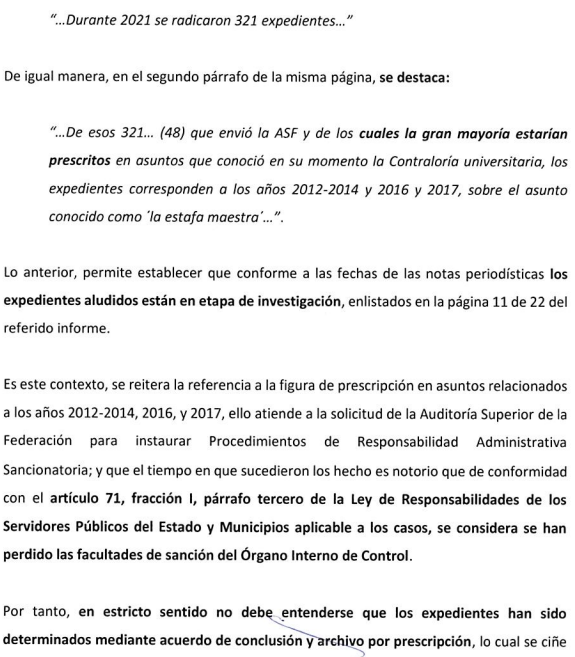 “…Durante 2021 se radicaron 321 expedientes…”
De igual manera, en el segundo párrafo de la misma página, se destaca:
“…De esos 321… (48) que envió la ASF y de los cuales la gran mayoría estarían
prescritos en asuntos que conoció en su momento la Contraloría universitaria, los
expedientes corresponden a los años 2012-2014 y 2016 y 2017, sobre el asunto
conocido como ´la estafa maestra´…”.
Lo anterior, permite establecer que conforme a las fechas de las notas periodísticas los
expedientes aludidos están en etapa de investigación, enlistados en la página 11 de 22 del
referido informe.
Es este contexto, se reitera la referencia a la figura de prescripción en asuntos relacionados
a los años 2012-2014, 2016, y 2017, ello atiende a la solicitud de la Auditoría Superior de la
Federación para instaurar Procedimientos de Responsabilidad Administrativa
Sancionatoria; y que el tiempo en que sucedieron los hecho es notorio que de conformidad
con el artículo 71, fracción I, párrafo tercero de la Ley de Responsabilidades de los
Servidores Públicos del Estado y Municipios aplicable a los casos, se considera se han
perdido las facultades de sanción del Órgano Interno de Control.
Por tanto, en estricto sentido no debe entenderse que los expedientes han sido
determinados mediante acuerdo de conclusión y archivo por prescripción, lo cual se ciñe